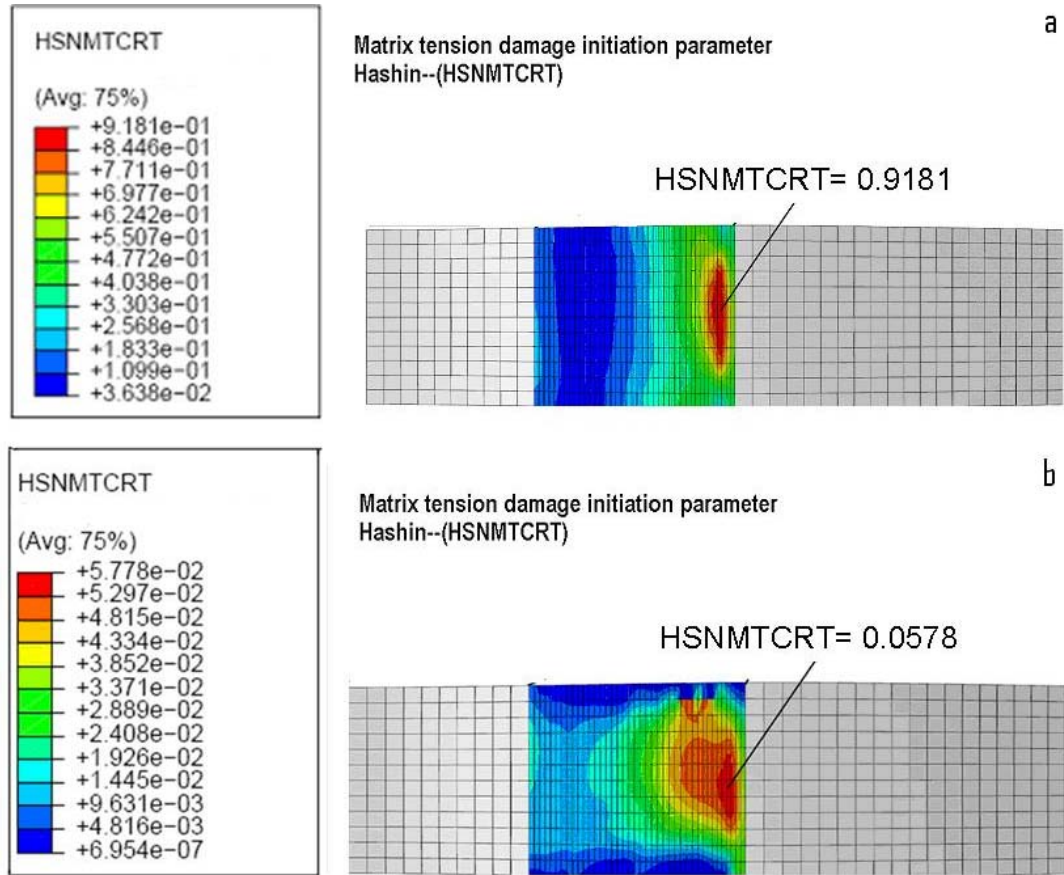 a
HSNMTCRT
Matrix tension damage initiation parameter
Hashin--(HSNMTCRT)
(Avg: 75%)
+9.181e−01
+8.446e−01
+7.711e−01
+6.977e−01
+6.242e−01
+5.507e−01
+4.772e−01
+4.038e−01
+3.303e−01
+2.568e−01
+1.833e−01
+1.099e−01
+3.638e−02
HSNMTCRT= 0.9181
b
HSNMTCRT
Matrix tension damage initiation parameter
Hashin--(HSNMTCRT)
(Avg: 75%)
+5.778e−02
+5.297e−02
+4.815e−02
+4.334e−02
+3.852e−02
+3.371e−02
+2.889e−02
+2.408e−02
+1.926e−02
+1.445e−02
+9.631e−03
+4.816e−03
+6.954e−07
HSNMTCRT= 0.0578